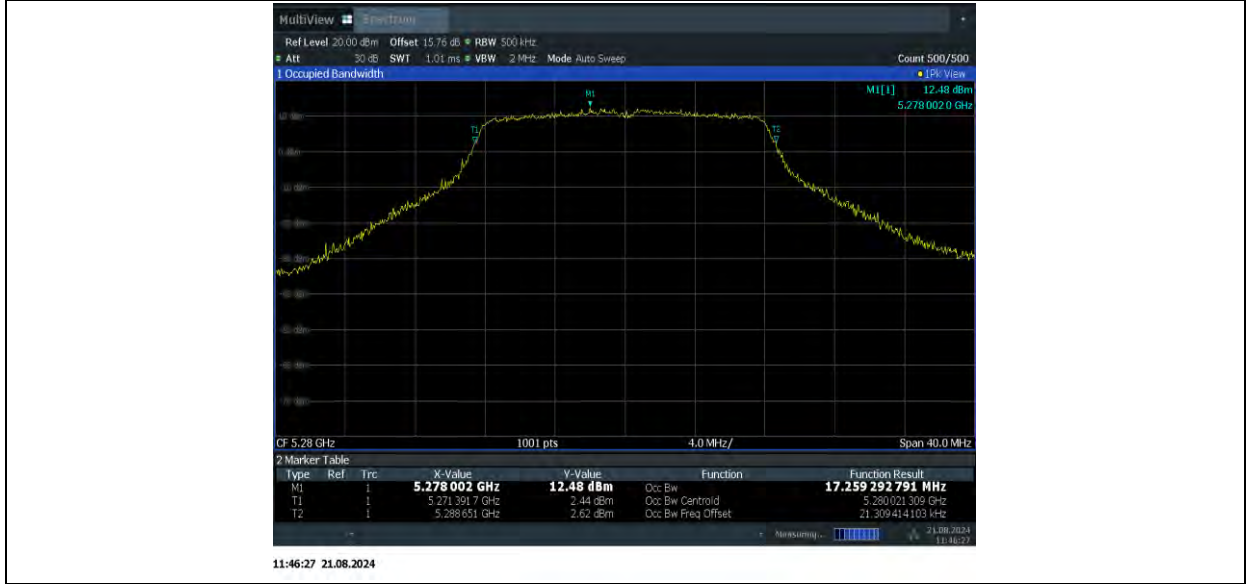 MultiView Spectrum
Ref Level 20.00 dBm Offset 15.76 dB RBW 500 kHz
Att 30 dB SWT 1.01 ms VBW 2 MHz Mode Auto Sweep Count 500/500
1 Occupied Bandwidth 1Pk View
M1[1] 12.48 dBm
5.278 002 0 GHz
M1
10 dBm
T1 T2
0 dBm
CF 5.28 GHz 1001 pts 4.0 MHz/ Span 40.0 MHz
2 Marker Table
Type Ref Trc X-Value Y-Value Function Function Result
M1 1 5.278 002 GHz 12.48 dBm Occ Bw 17.259 292 791 MHz
T1 1 5.271 391 7 GHz 2.44 dBm Occ Bw Centroid 5.280 021 309 GHz
T2 1 5.288 651 GHz 2.62 dBm Occ Bw Freq Offset 21.309 414 103 kHz
Measuring... 21.08.2024
11:46:27
11:46:27 21.08.2024